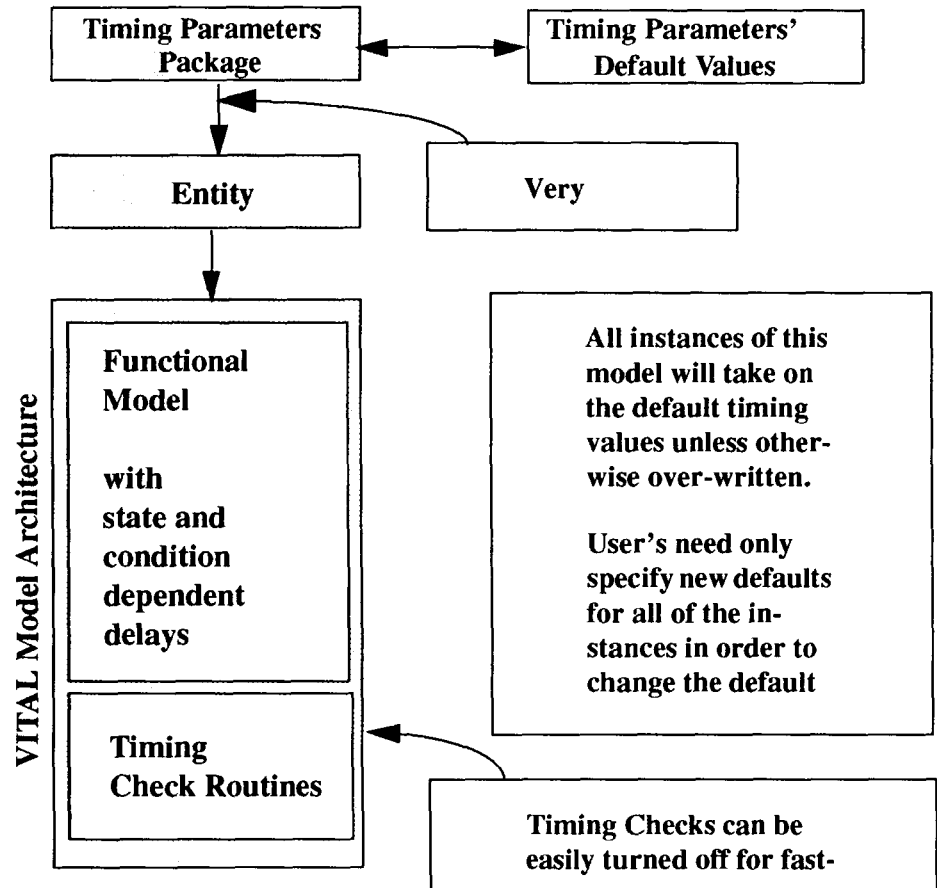 Timing Parameters
Package
Timing Parameters'
Default Values
Entity
Very
VITAL Model Architecture
Functional
Model
with
state and
condition
dependent
delays
Timing
Check Routines
All instances of this
model will take on
the default timing
values unless other-
wise over-written.
User's need only
specify new defaults
for all of the in-
stances in order to
change the default
Timing Checks can be
easily turned off for fast-